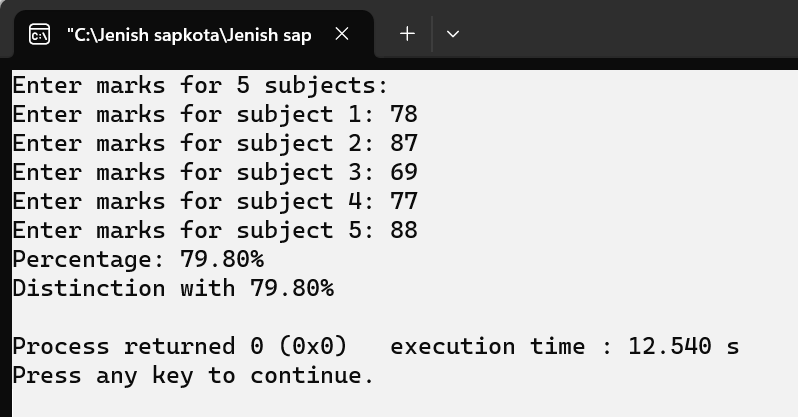 "C:\Jenish sapkota\Jenish sap
Enter marks for 5 subjects:
Enter marks for subject 1: 78
Enter marks for subject 2: 87
Enter marks for subject 3: 69
Enter marks for subject 4: 77
Enter marks for subject 5: 88
Percentage: 79.80%
Distinction with 79.80%
Process returned 0 (0x0)   execution time : 12.540 s
Press any key to continue.